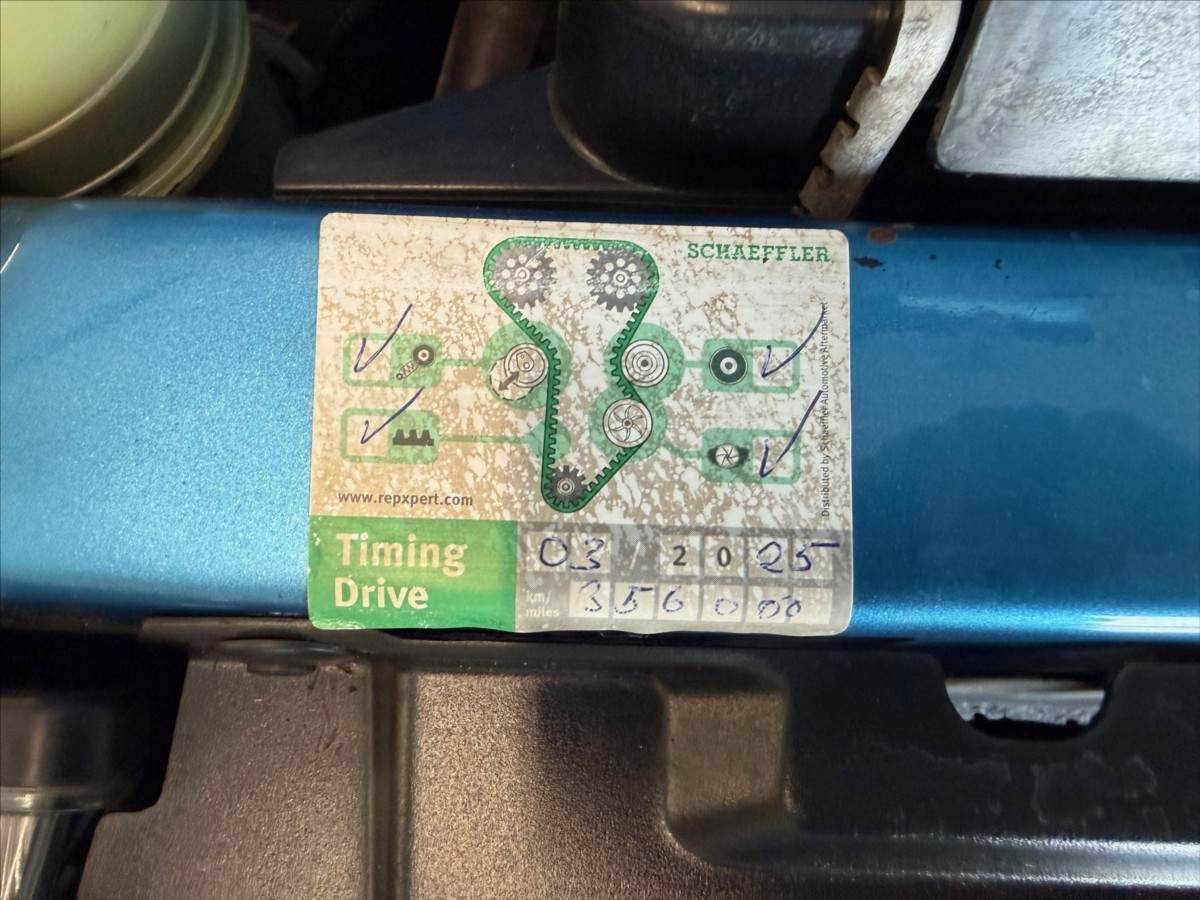 SCHAEFFLER
Distributed by Schaeffler Automotive Aftermarket
www.repxpert.com
Timing
Drive
03 / 2025
km/
miles
356000